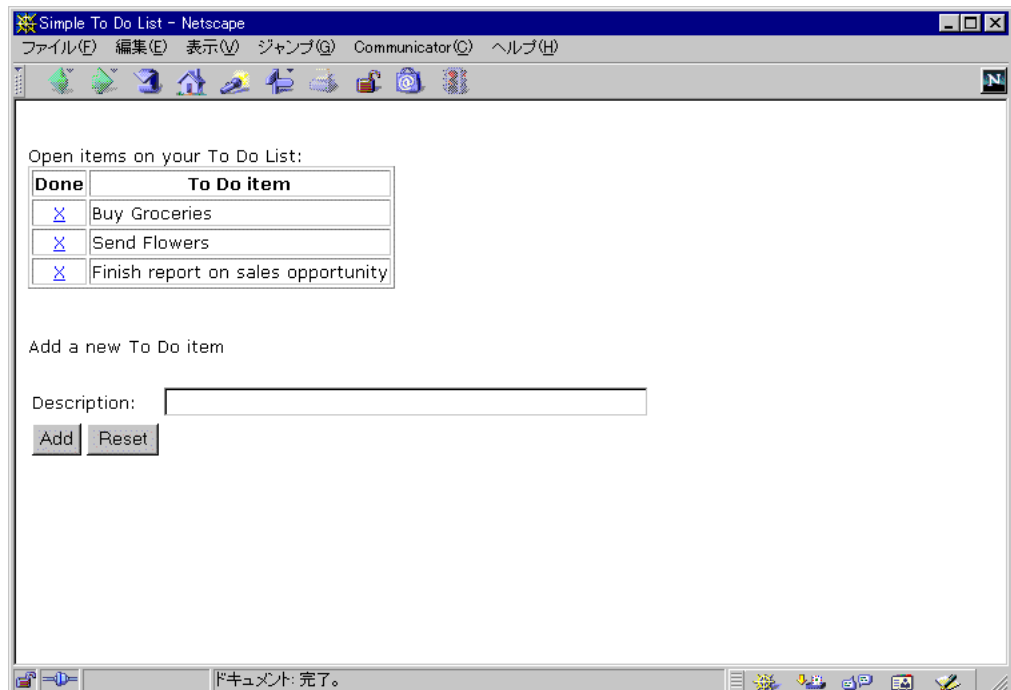 Simple To Do List - Netscape
ファイル(F) 編集(E) 表示(V) ジャンプ(G) Communicator(C) ヘルプ(H)
N
Open items on your To Do List:
Done To Do item
X Buy Groceries
X Send Flowers
X Finish report on sales opportunity
Add a new To Do item
Description:
Add Reset
ドキュメント: 完了。